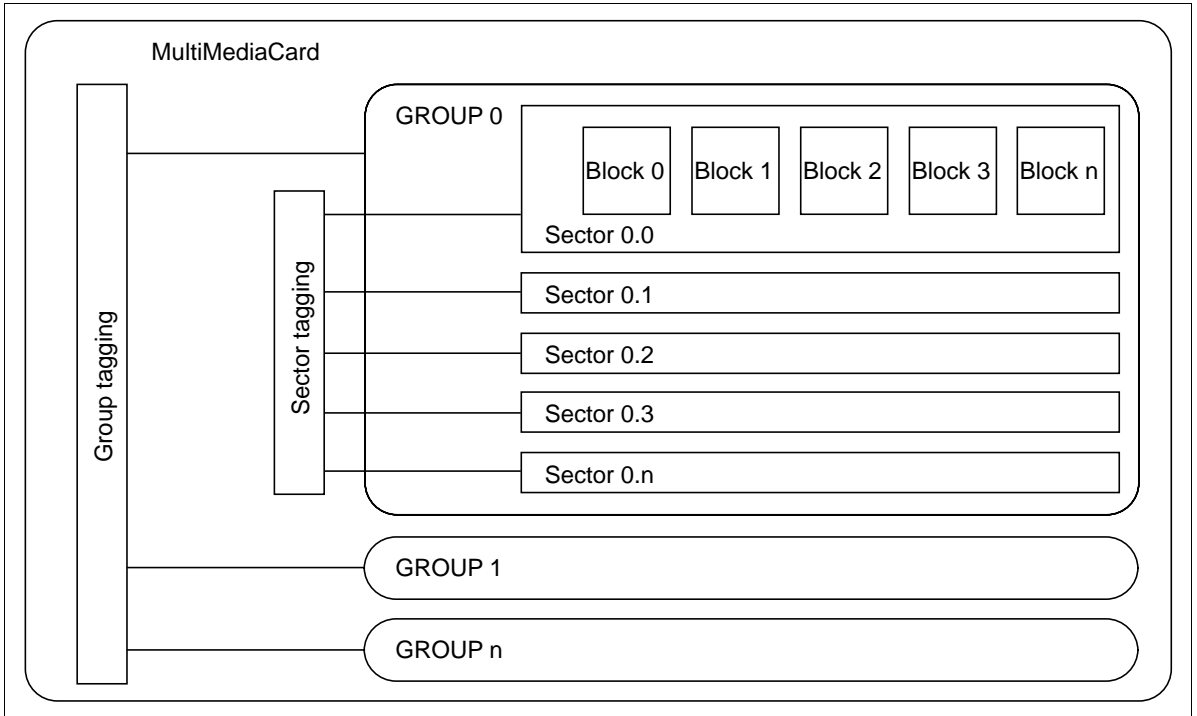 MultiMediaCard
Group tagging
GROUP 0
Block 0
Block 1
Block 2
Block 3
Block n
Sector 0.0
Sector tagging
Sector 0.1
Sector 0.2
Sector 0.3
Sector 0.n
GROUP 1
GROUP n